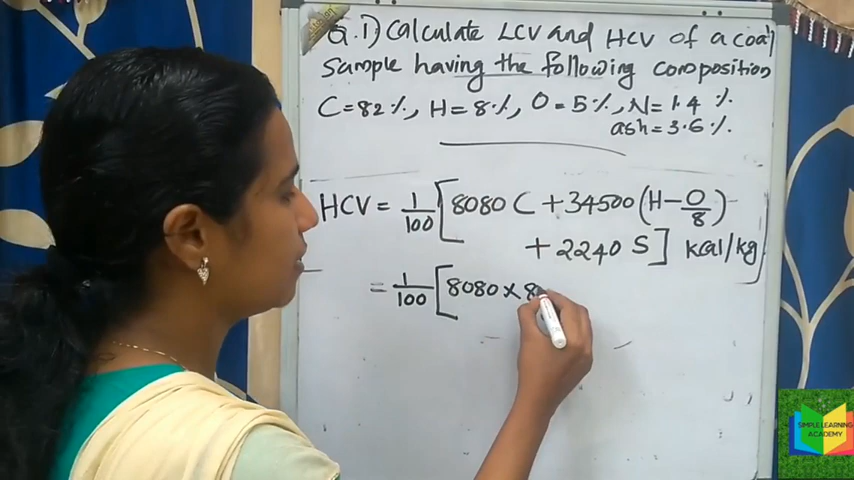 Q.1) Calculate LCV and HCV of a coal
sample having the following composition
C=82%, H=8%, O=5%, N=1.4%.
ash=3.6%.
HCV = 1/100 [8080 C + 34500 (H - O/8)
+ 2240 S] kcal/kg
= 1/100 [8080 × 8
SIMPLE LEARNING
ACADEMY